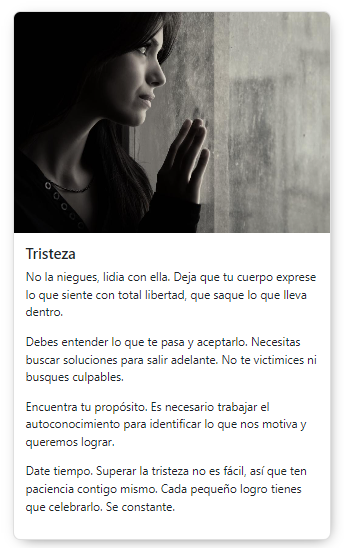 Tristeza
No la niegues, lidia con ella. Deja que tu cuerpo exprese
lo que siente con total libertad, que saque lo que lleva
dentro.
Debes entender lo que te pasa y aceptarlo. Necesitas
buscar soluciones para salir adelante. No te victimices ni
busques culpables.
Encuentra tu propósito. Es necesario trabajar el
autoconocimiento para identificar lo que nos motiva y
queremos lograr.
Date tiempo. Superar la tristeza no es fácil, así que ten
paciencia contigo mismo. Cada pequeño logro tienes
que celebrarlo. Se constante.